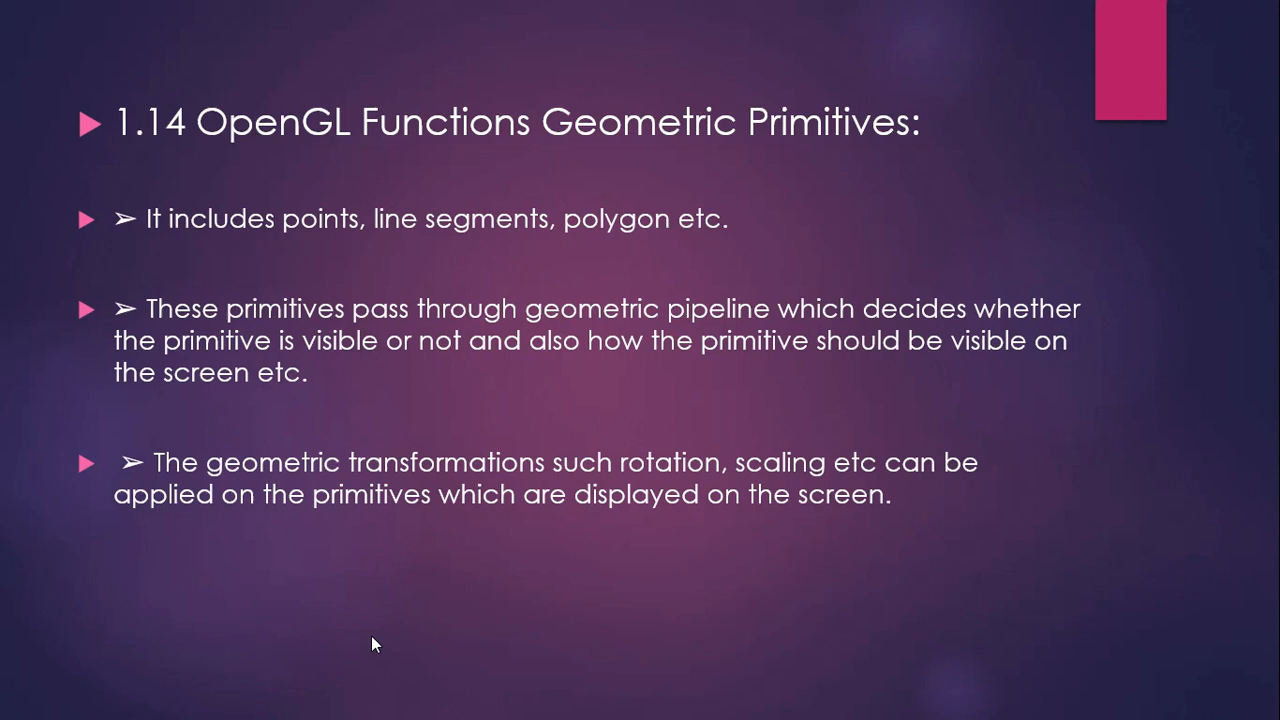 1.14 OpenGL Functions Geometric Primitives:
➢ It includes points, line segments, polygon etc.
➢ These primitives pass through geometric pipeline which decides whether
the primitive is visible or not and also how the primitive should be visible on
the screen etc.
➢ The geometric transformations such rotation, scaling etc can be
applied on the primitives which are displayed on the screen.